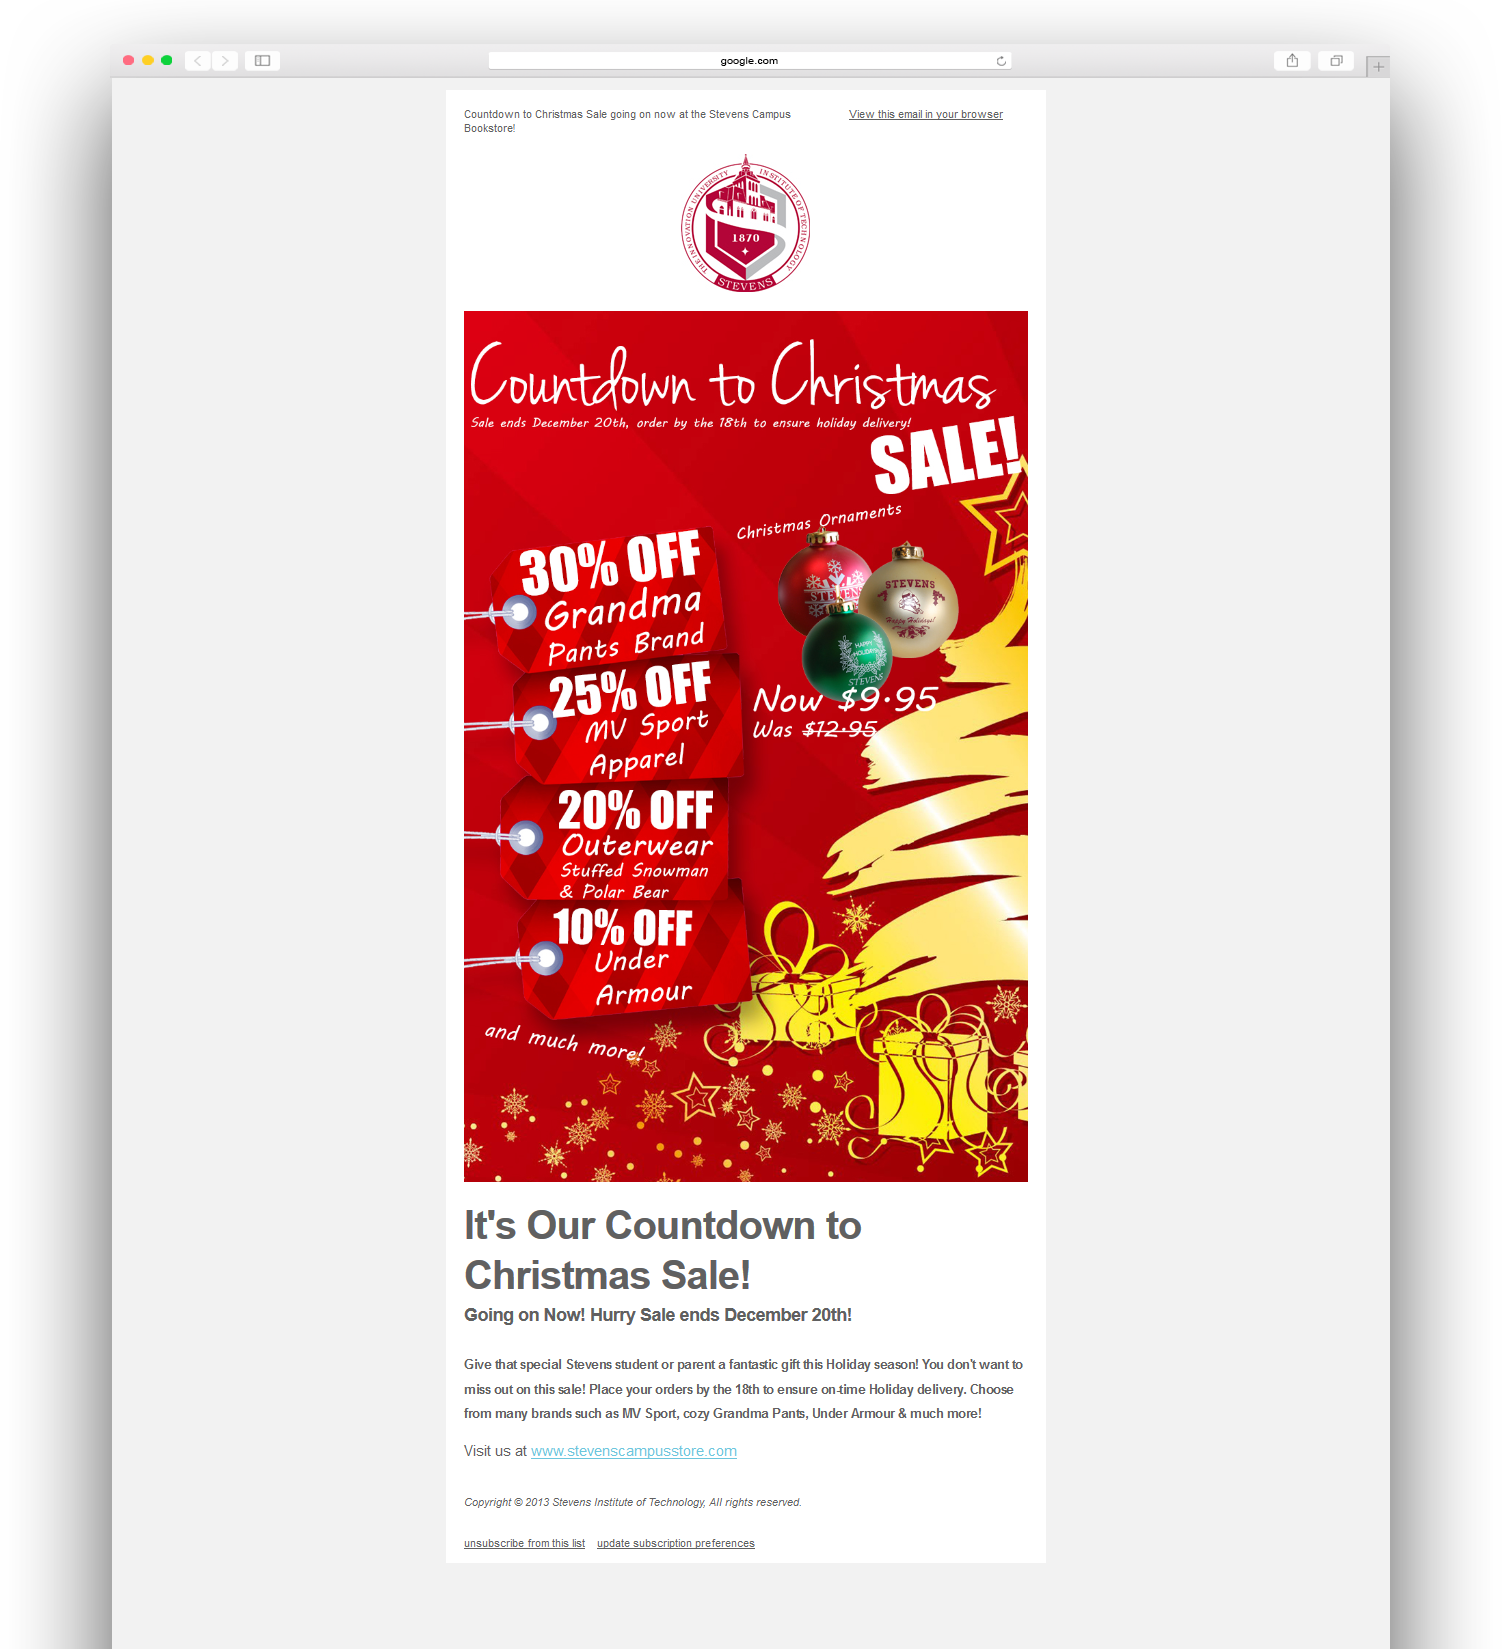 google.com
Countdown to Christmas Sale going on now at the Stevens Campus
Bookstore!
View this email in your browser
THE INNOVATION UNIVERSITY
INSTITUTE OF TECHNOLOGY
1870
STEVENS
Countdown to Christmas
Sale ends December 20th, order by the 18th to ensure holiday delivery!
SALE!
Christmas Ornaments
STEVENS
STEVENS
Happy Holidays!
HAPPY
HOLIDAYS
STEVENS
Now $9.95
Was $12.95
30% OFF
Grandma
Pants Brand
25% OFF
MV Sport
Apparel
20% OFF
Outerwear
Stuffed Snowman
& Polar Bear
10% OFF
Under
Armour
and much more!
It's Our Countdown to
Christmas Sale!
Going on Now! Hurry Sale ends December 20th!
Give that special Stevens student or parent a fantastic gift this Holiday season! You don't want to
miss out on this sale! Place your orders by the 18th to ensure on-time Holiday delivery. Choose
from many brands such as MV Sport, cozy Grandma Pants, Under Armour & much more!
Visit us at www.stevenscampusstore.com
Copyright © 2013 Stevens Institute of Technology, All rights reserved.
unsubscribe from this list update subscription preferences